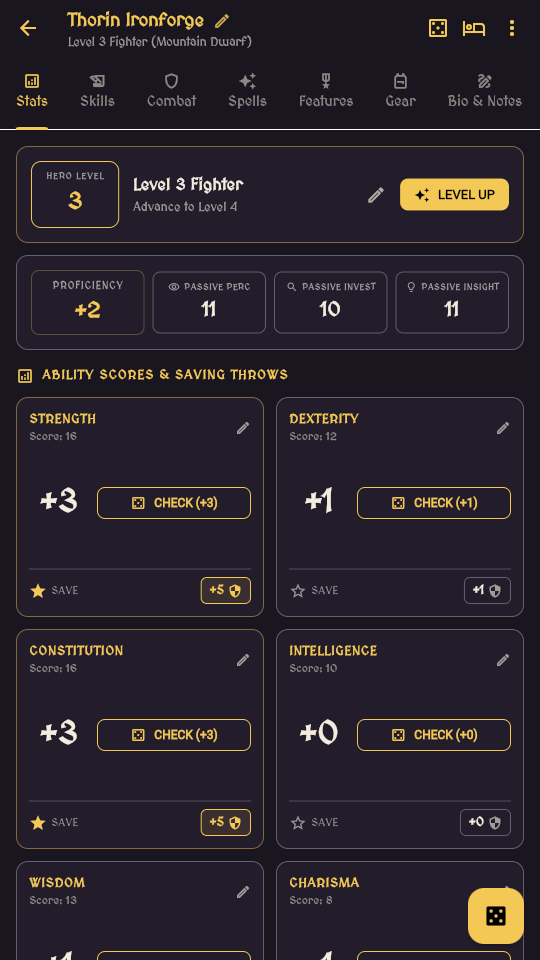 Thorin Ironforge
Level 3 Fighter (Mountain Dwarf)
Stats Skills Combat Spells Features Gear Bio & Notes
HERO LEVEL
3
Level 3 Fighter
Advance to Level 4
LEVEL UP
PROFICIENCY
+2
PASSIVE PERC
11
PASSIVE INVEST
10
PASSIVE INSIGHT
11
ABILITY SCORES & SAVING THROWS
STRENGTH
Score: 16
+3
CHECK (+3)
SAVE
+5
DEXTERITY
Score: 12
+1
CHECK (+1)
SAVE
+1
CONSTITUTION
Score: 16
+3
CHECK (+3)
SAVE
+5
INTELLIGENCE
Score: 10
+0
CHECK (+0)
SAVE
+0
WISDOM
Score: 13
CHARISMA
Score: 8